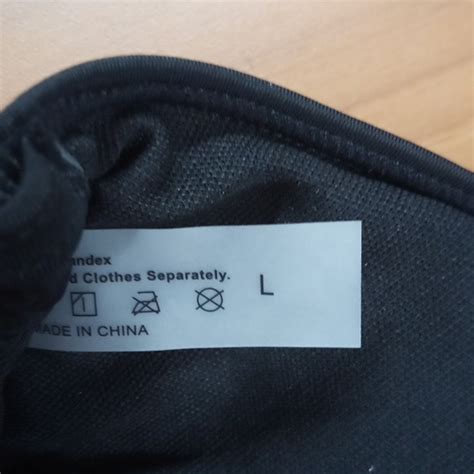 andex
d Clothes Separately.
L
MADE IN CHINA